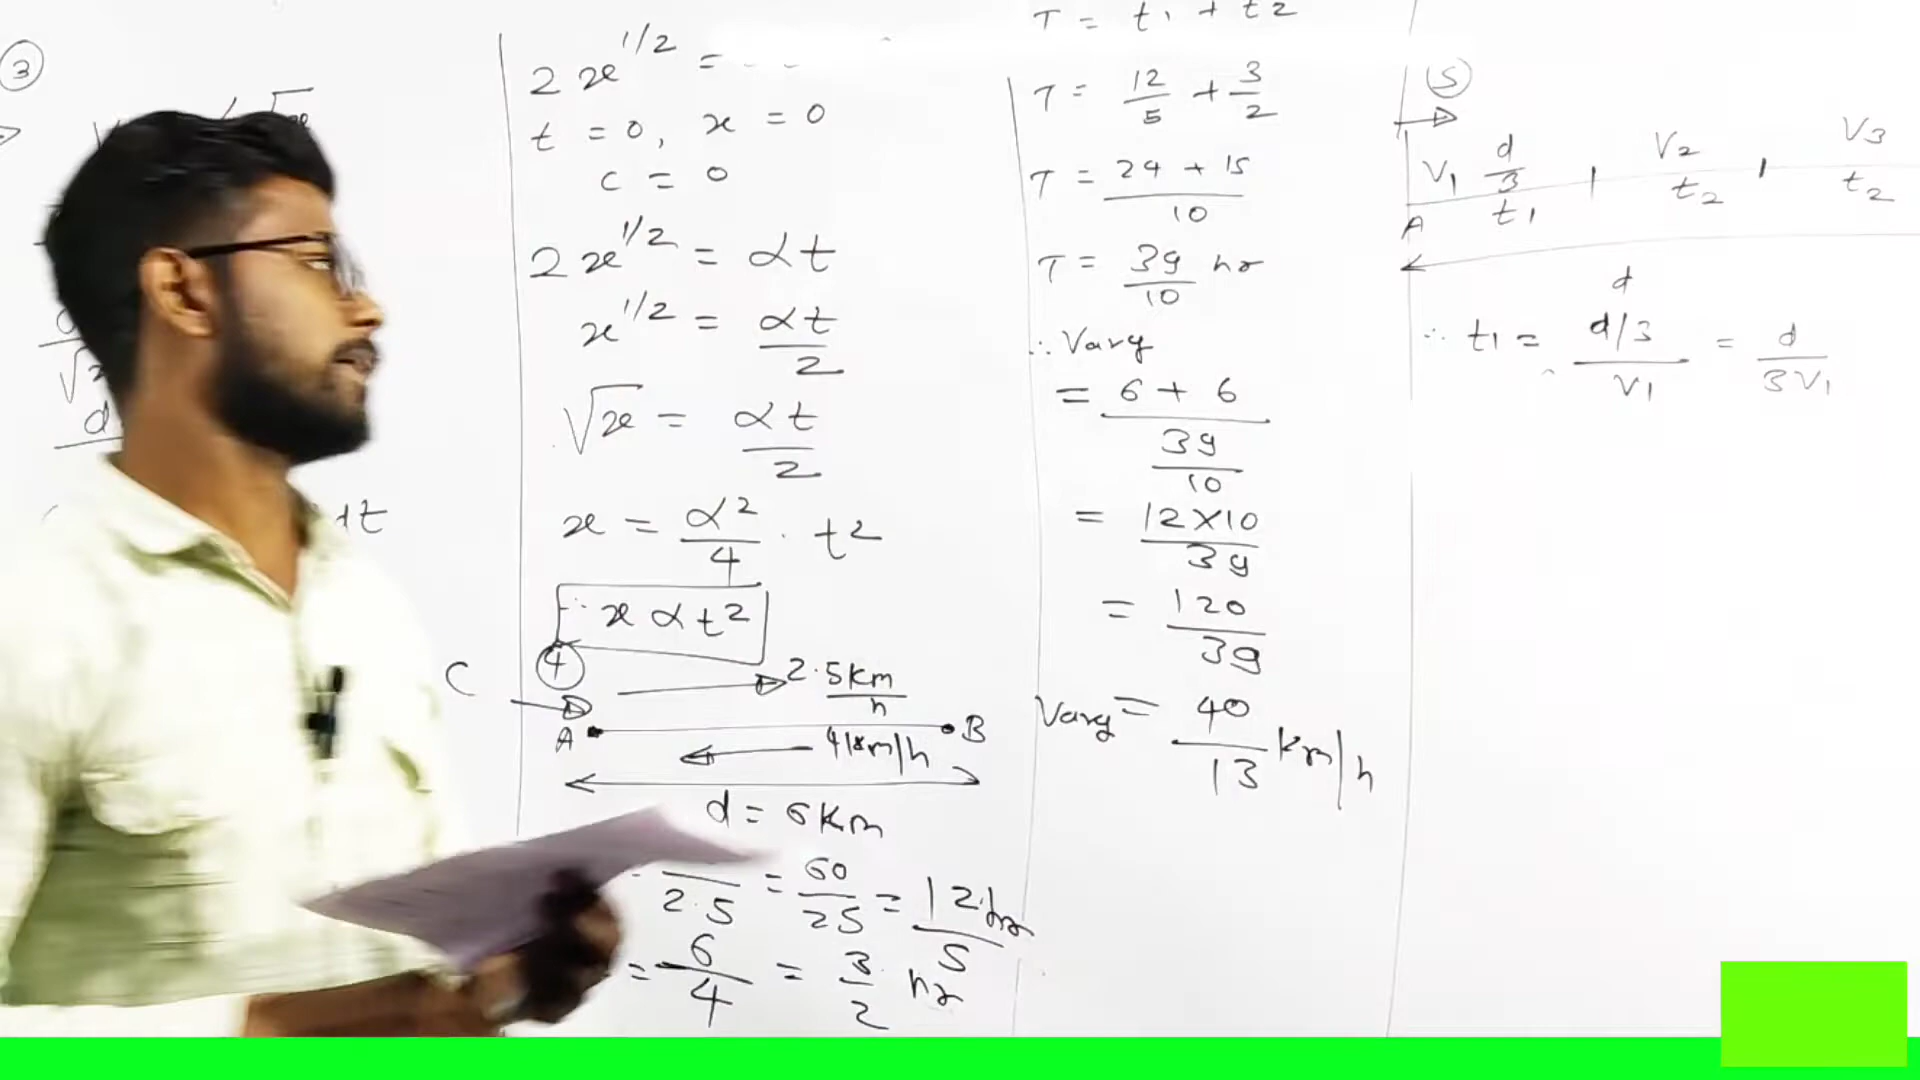 ③
dt
2 x^{1/2} =
t = 0, x = 0
c = 0
2 x^{1/2} = αt
x^{1/2} = αt/2
√x = αt/2
x = α²/4 · t²
∴ x α t²
④
C
2.5 km/h
A B
4 km/h
d = 6 km
2.5 = 60/25 = 12/5 hr
= 6/4 = 3/2 hr
T = t1 + t2
T = 12/5 + 3/2
T = (24 + 15)/10
T = 39/10 hr
∴ Vavg
= (6 + 6)/(39/10)
= (12×10)/39
= 120/39
Vavg = 40/13 km/h
⑤
V1 d/3 V2 V3
t1 t2 t2
A
d
∴ t1 = (d/3)/V1 = d/(3V1)